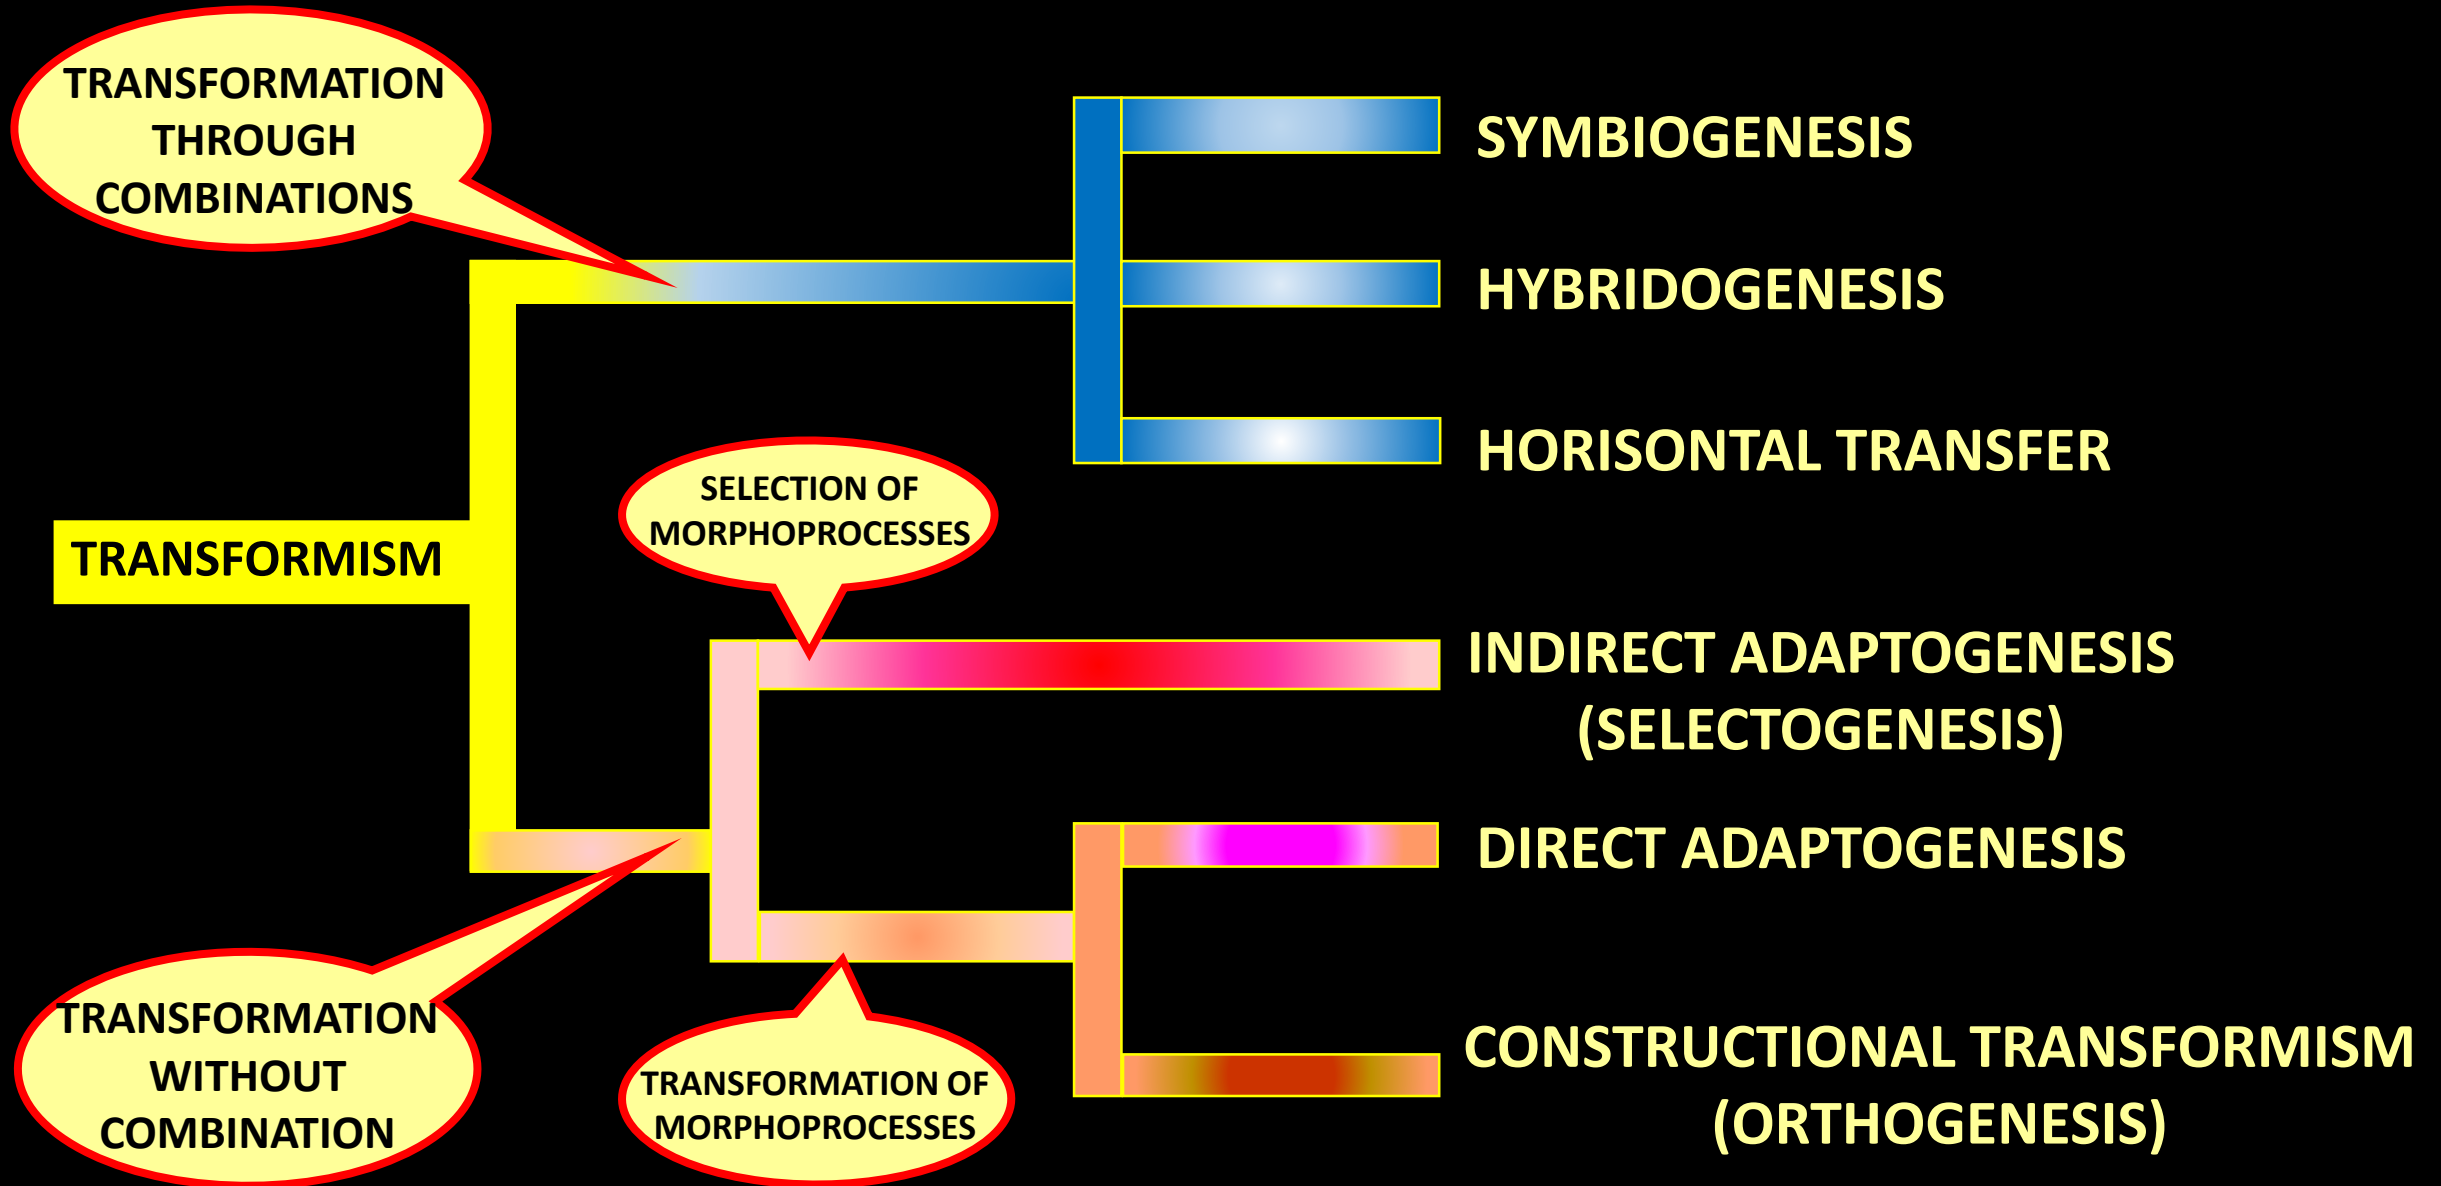 TRANSFORMATION
THROUGH
COMBINATIONS
SYMBIOGENESIS
HYBRIDOGENESIS
HORISONTAL TRANSFER
SELECTION OF
MORPHOPROCESSES
TRANSFORMISM
INDIRECT ADAPTOGENESIS
(SELECTOGENESIS)
DIRECT ADAPTOGENESIS
TRANSFORMATION
WITHOUT
COMBINATION
TRANSFORMATION OF
MORPHOPROCESSES
CONSTRUCTIONAL TRANSFORMISM
(ORTHOGENESIS)